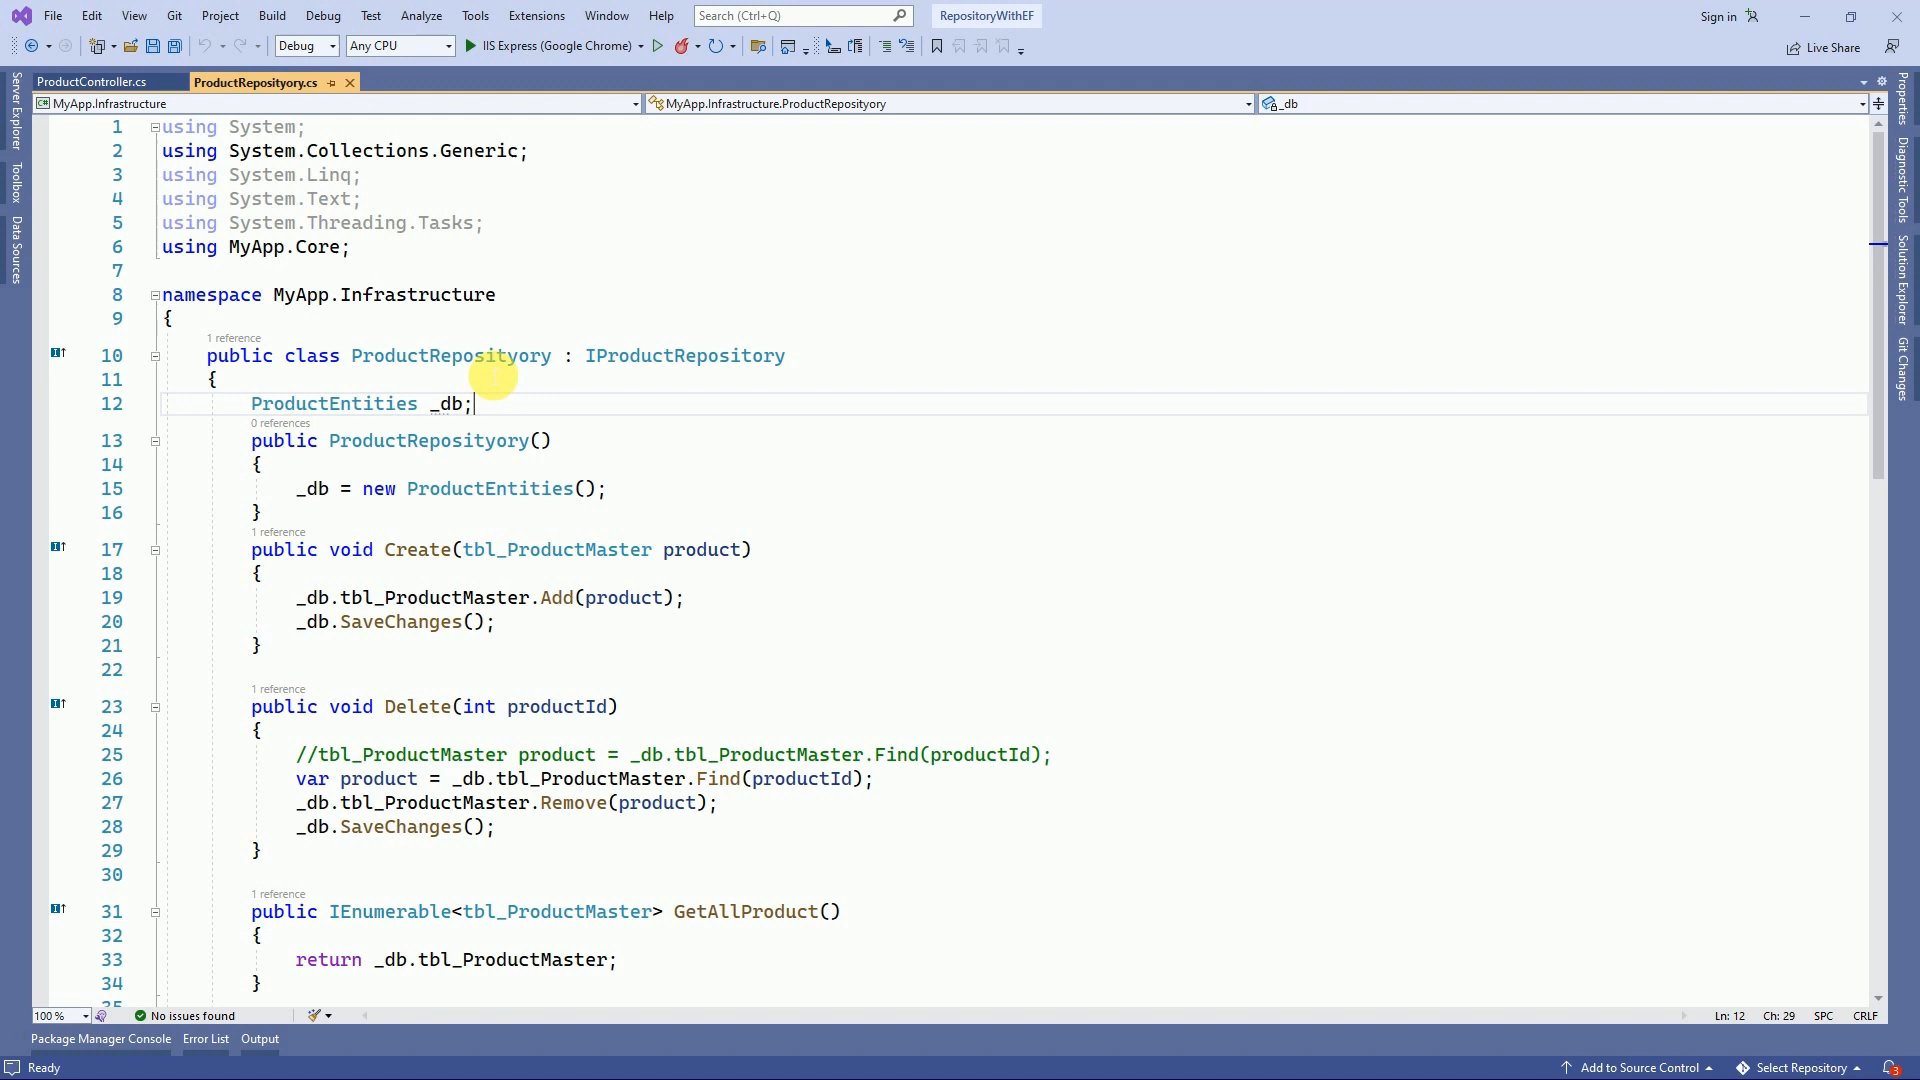 File Edit View Git Project Build Debug Test Analyze Tools Extensions Window Help Search (Ctrl+Q) RepositoryWithEF Sign in
Debug Any CPU IIS Express (Google Chrome) Live Share
ProductController.cs ProductReposityory.cs
MyApp.Infrastructure MyApp.Infrastructure.ProductReposityory _db
Server Explorer
Toolbox
Data Sources
Properties
Diagnostic Tools
Solution Explorer
Git Changes
1 using System;
2 using System.Collections.Generic;
3 using System.Linq;
4 using System.Text;
5 using System.Threading.Tasks;
6 using MyApp.Core;
7
8 namespace MyApp.Infrastructure
9 {
1 reference
10 public class ProductReposityory : IProductRepository
11 {
12 ProductEntities _db;
0 references
13 public ProductReposityory()
14 {
15 _db = new ProductEntities();
16 }
1 reference
17 public void Create(tbl_ProductMaster product)
18 {
19 _db.tbl_ProductMaster.Add(product);
20 _db.SaveChanges();
21 }
22
1 reference
23 public void Delete(int productId)
24 {
25 //tbl_ProductMaster product = _db.tbl_ProductMaster.Find(productId);
26 var product = _db.tbl_ProductMaster.Find(productId);
27 _db.tbl_ProductMaster.Remove(product);
28 _db.SaveChanges();
29 }
30
1 reference
31 public IEnumerable<tbl_ProductMaster> GetAllProduct()
32 {
33 return _db.tbl_ProductMaster;
34 }
35
100 % No issues found Ln: 12 Ch: 29 SPC CRLF
Package Manager Console Error List Output
Ready Add to Source Control Select Repository 3